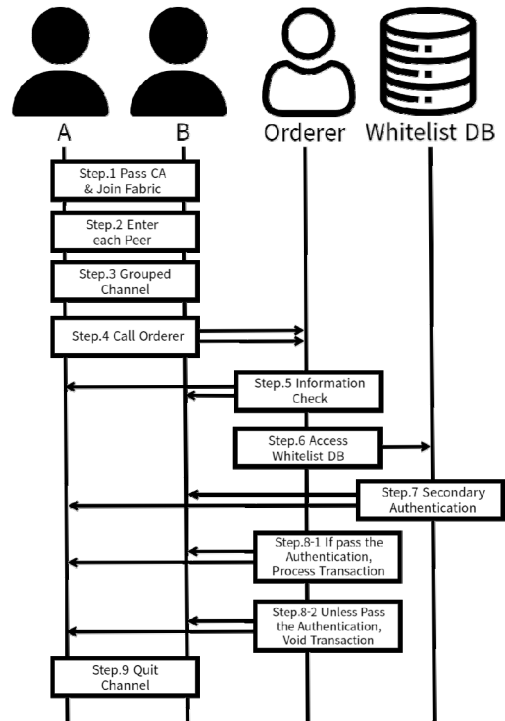 A B Orderer Whitelist DB
Step.1 Pass CA
& Join Fabric
Step.2 Enter
each Peer
Step.3 Grouped
Channel
Step.4 Call Orderer
Step.5 Information
Check
Step.6 Access
Whitelist DB
Step.7 Secondary
Authentication
Step.8-1 If pass the
Authentication,
Process Transaction
Step.8-2 Unless Pass
the Authentication,
Void Transaction
Step.9 Quit
Channel